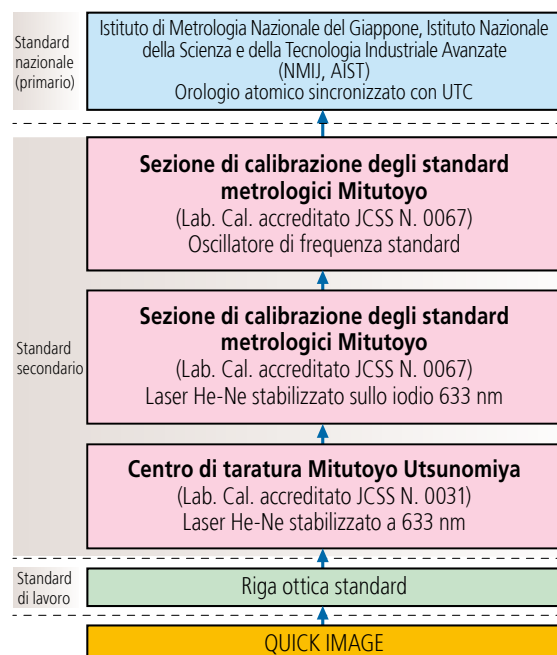 Standard
nazionale
(primario)
Istituto di Metrologia Nazionale del Giappone, Istituto Nazionale
della Scienza e della Tecnologia Industriale Avanzate
(NMIJ, AIST)
Orologio atomico sincronizzato con UTC
Standard
secondario
Sezione di calibrazione degli standard
metrologici Mitutoyo
(Lab. Cal. accreditato JCSS N. 0067)
Oscillatore di frequenza standard
Sezione di calibrazione degli standard
metrologici Mitutoyo
(Lab. Cal. accreditato JCSS N. 0067)
Laser He-Ne stabilizzato sullo iodio 633 nm
Centro di taratura Mitutoyo Utsunomiya
(Lab. Cal. accreditato JCSS N. 0031)
Laser He-Ne stabilizzato a 633 nm
Standard
di lavoro
Riga ottica standard
QUICK IMAGE